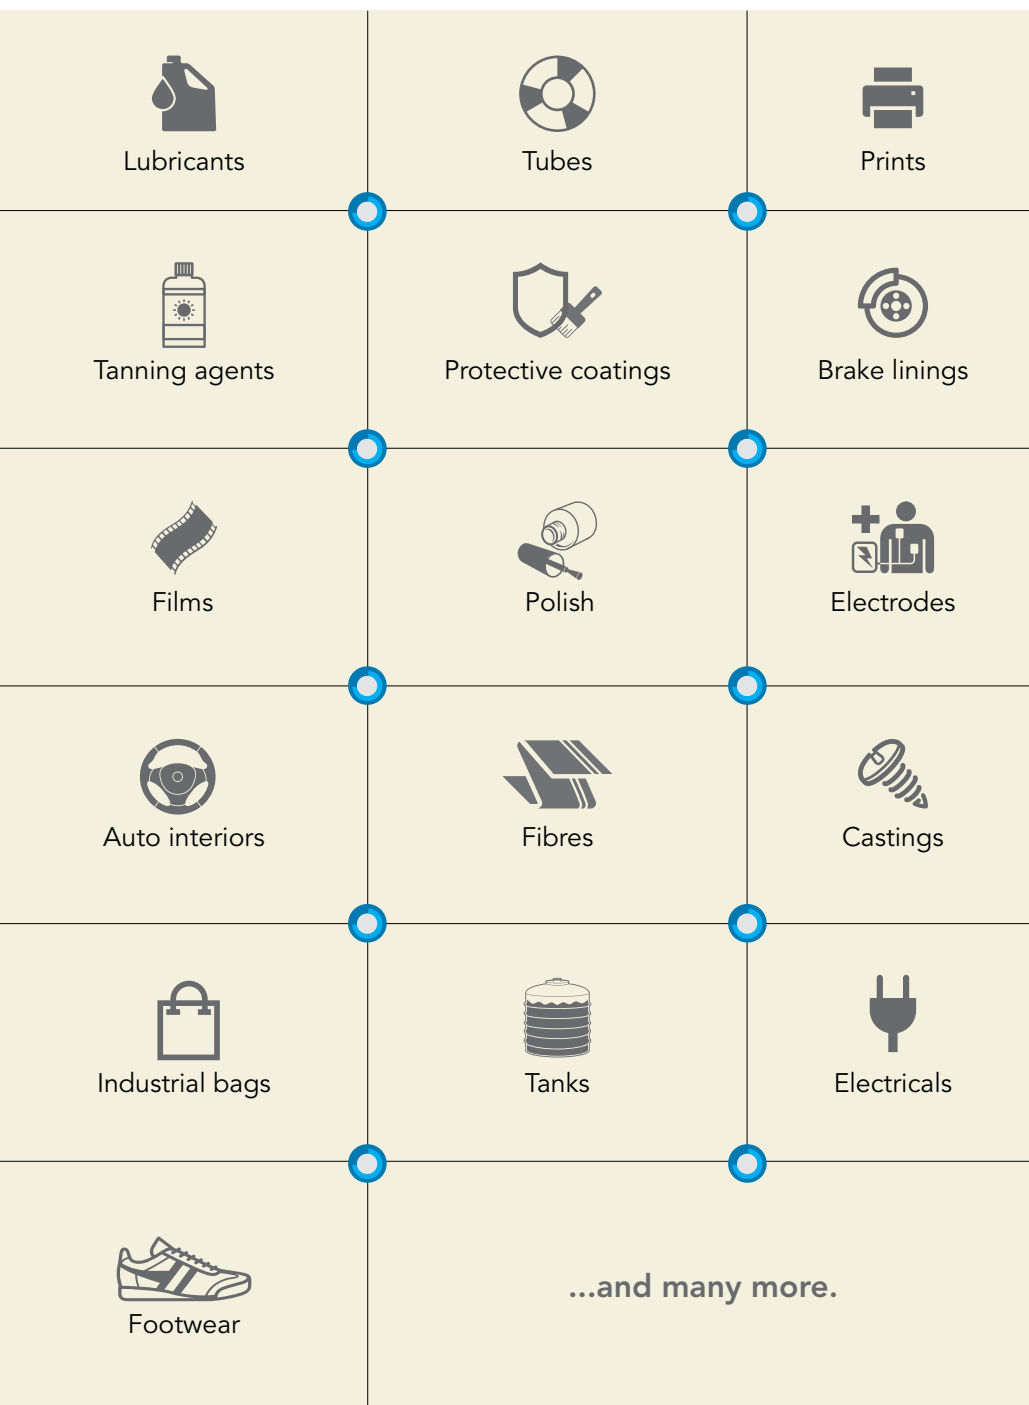 Lubricants
Tubes
Prints
Tanning agents
Protective coatings
Brake linings
Films
Polish
Electrodes
Auto interiors
Fibres
Castings
Industrial bags
Tanks
Electricals
Footwear
...and many more.